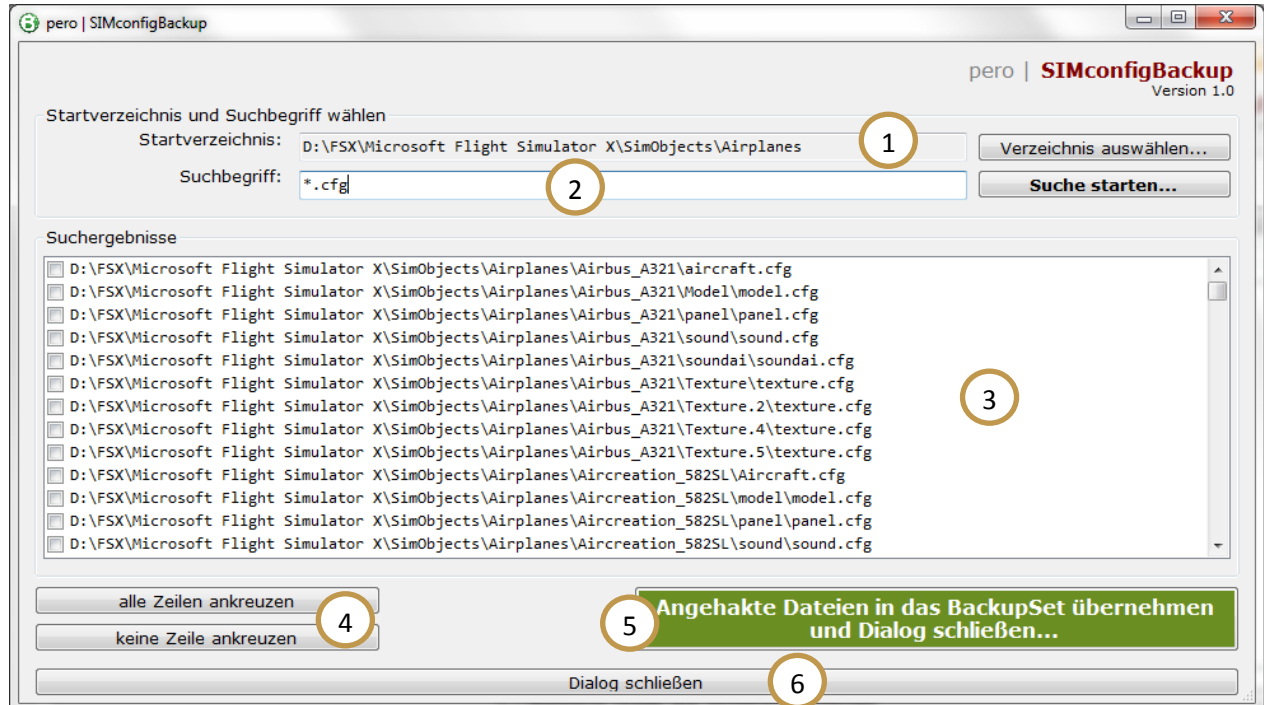 pero | SIMconfigBackup
pero | SIMconfigBackup
Version 1.0
Startverzeichnis und Suchbegriff wählen
Startverzeichnis: D:\FSX\Microsoft Flight Simulator X\SimObjects\Airplanes 1 Verzeichnis auswählen...
Suchbegriff: *.cfg 2 Suche starten...
Suchergebnisse
D:\FSX\Microsoft Flight Simulator X\SimObjects\Airplanes\Airbus_A321\aircraft.cfg
D:\FSX\Microsoft Flight Simulator X\SimObjects\Airplanes\Airbus_A321\Model\model.cfg
D:\FSX\Microsoft Flight Simulator X\SimObjects\Airplanes\Airbus_A321\panel\panel.cfg
D:\FSX\Microsoft Flight Simulator X\SimObjects\Airplanes\Airbus_A321\sound\sound.cfg
D:\FSX\Microsoft Flight Simulator X\SimObjects\Airplanes\Airbus_A321\soundai\soundai.cfg
D:\FSX\Microsoft Flight Simulator X\SimObjects\Airplanes\Airbus_A321\Texture\texture.cfg
D:\FSX\Microsoft Flight Simulator X\SimObjects\Airplanes\Airbus_A321\Texture.2\texture.cfg
3
D:\FSX\Microsoft Flight Simulator X\SimObjects\Airplanes\Airbus_A321\Texture.4\texture.cfg
D:\FSX\Microsoft Flight Simulator X\SimObjects\Airplanes\Airbus_A321\Texture.5\texture.cfg
D:\FSX\Microsoft Flight Simulator X\SimObjects\Airplanes\Aircreation_582SL\Aircraft.cfg
D:\FSX\Microsoft Flight Simulator X\SimObjects\Airplanes\Aircreation_582SL\model\model.cfg
D:\FSX\Microsoft Flight Simulator X\SimObjects\Airplanes\Aircreation_582SL\panel\panel.cfg
D:\FSX\Microsoft Flight Simulator X\SimObjects\Airplanes\Aircreation_582SL\sound\sound.cfg
alle Zeilen ankreuzen
keine Zeile ankreuzen
4
5
Angehakte Dateien in das BackupSet übernehmen
und Dialog schließen...
Dialog schließen 6